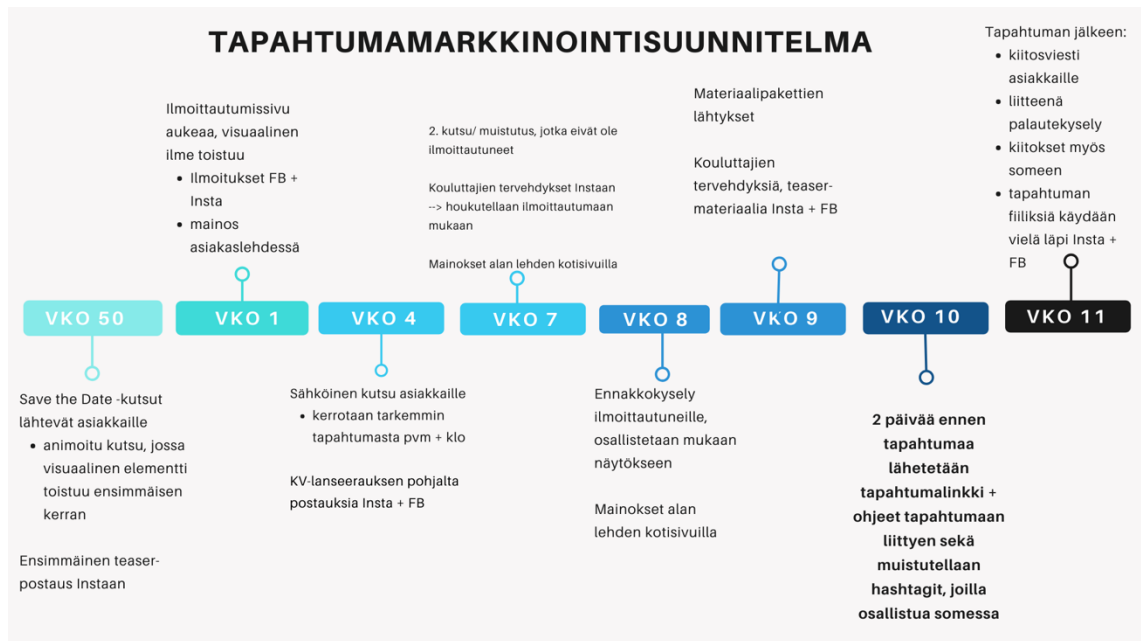 TAPAHTUMAMARKKINOINTISUUNNITELMA
Ilmoittautumissivu
aukeaa, visuaalinen
ilme toistuu
• Ilmoitukset FB +
Insta
• mainos
asiakaslehdessä
2. kutsu/ muistutus, jotka eivät ole
ilmoittautuneet
Kouluttajien tervehdykset Instaan
--> houkutellaan ilmoittautumaan
mukaan
Mainokset alan lehden kotisivuilla
Materiaalipakettien
lähtykset
Kouluttajien
tervehdyksiä, teaser-
materiaalia Insta + FB
Tapahtuman jälkeen:
• kiitosviesti
asiakkaille
• liitteenä
palautekysely
• kiitokset myös
someen
• tapahtuman
fiiliksiä käydään
vielä läpi Insta +
FB
VKO 50
VKO 1
VKO 4
VKO 7
VKO 8
VKO 9
VKO 10
VKO 11
Save the Date -kutsut
lähtevät asiakkaille
• animoitu kutsu, jossa
visuaalinen elementti
toistuu ensimmäisen
kerran
Ensimmäinen teaser-
postaus Instaan
Sähköinen kutsu asiakkaille
• kerrotaan tarkemmin
tapahtumasta pvm + klo
KV-lanseerauksen pohjalta
postauksia Insta + FB
Ennakkokysely
ilmoittautuneille,
osallistetaan mukaan
näytökseen
Mainokset alan
lehden kotisivuilla
2 päivää ennen
tapahtumaa
lähetetään
tapahtumalinkki +
ohjeet tapahtumaan
liittyen sekä
muistutellaan
hashtagit, joilla
osallistua somessa